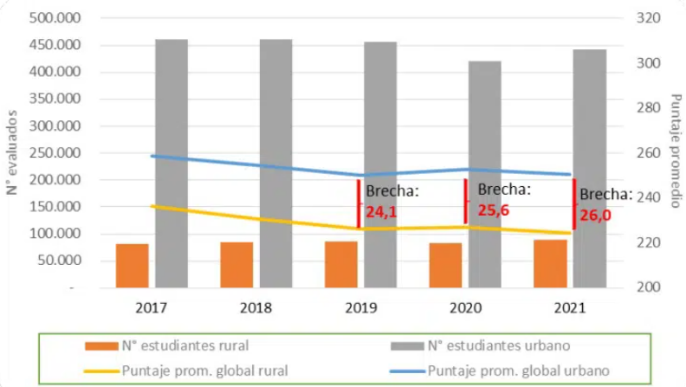 500.000
450.000
400.000
350.000
300.000
250.000
200.000
150.000
100.000
50.000
-
N° evaluados
320
300
280
260
240
220
200
Puntaje promedio
Brecha:
24,1
Brecha:
25,6
Brecha:
26,0
2017 2018 2019 2020 2021
N° estudiantes rural N° estudiantes urbano
Puntaje prom. global rural Puntaje prom. global urbano